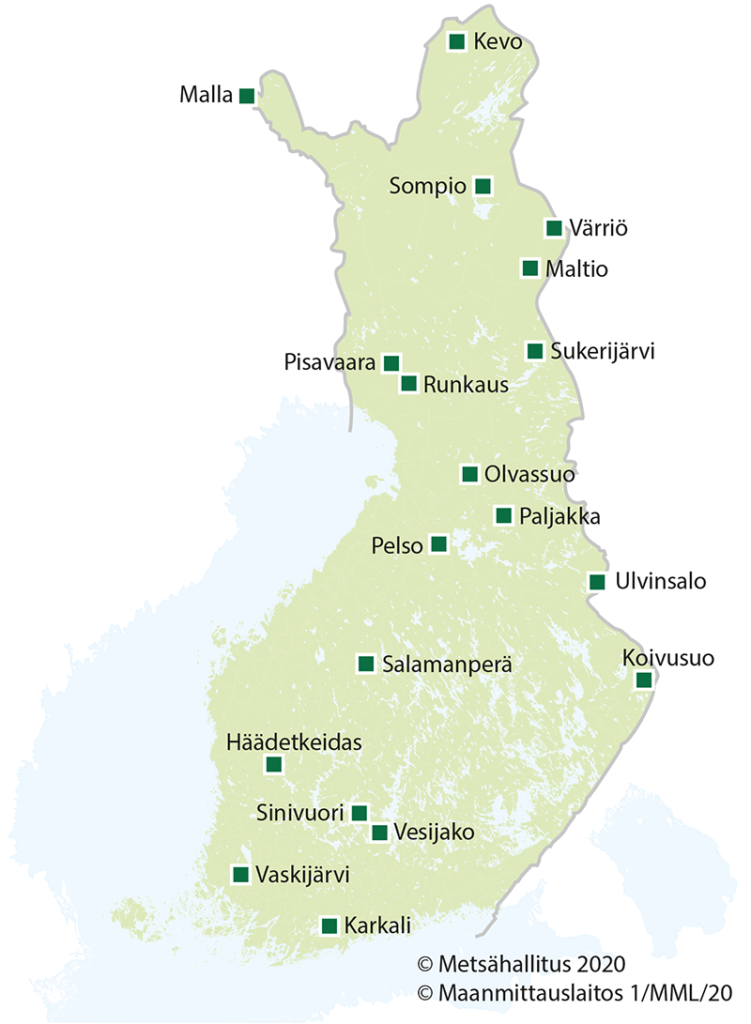 Kevo
Malla
Sompio
Värriö
Maltio
Sukerijärvi
Pisavaara
Runkaus
Olvassuo
Paljakka
Pelso
Ulvinsalo
Koivusuo
Salamanperä
Häädetkeidas
Sinivuori
Vesijako
Vaskijärvi
Karkali
© Metsähallitus 2020
© Maanmittauslaitos 1/MML/20